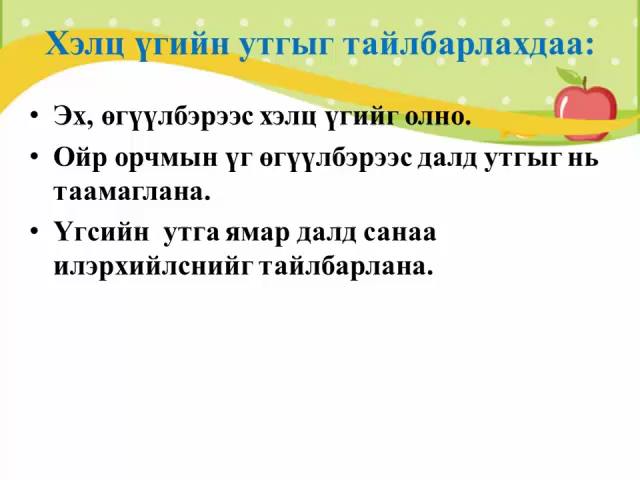 Хэлц үгийн утгыг тайлбарлахдаа:
• Эх, өгүүлбэрээс хэлц үгийг олно.
• Ойр орчмын үг өгүүлбэрээс далд утгыг нь
таамаглана.
• Үгсийн утга ямар далд санаа
илэрхийлснийг тайлбарлана.